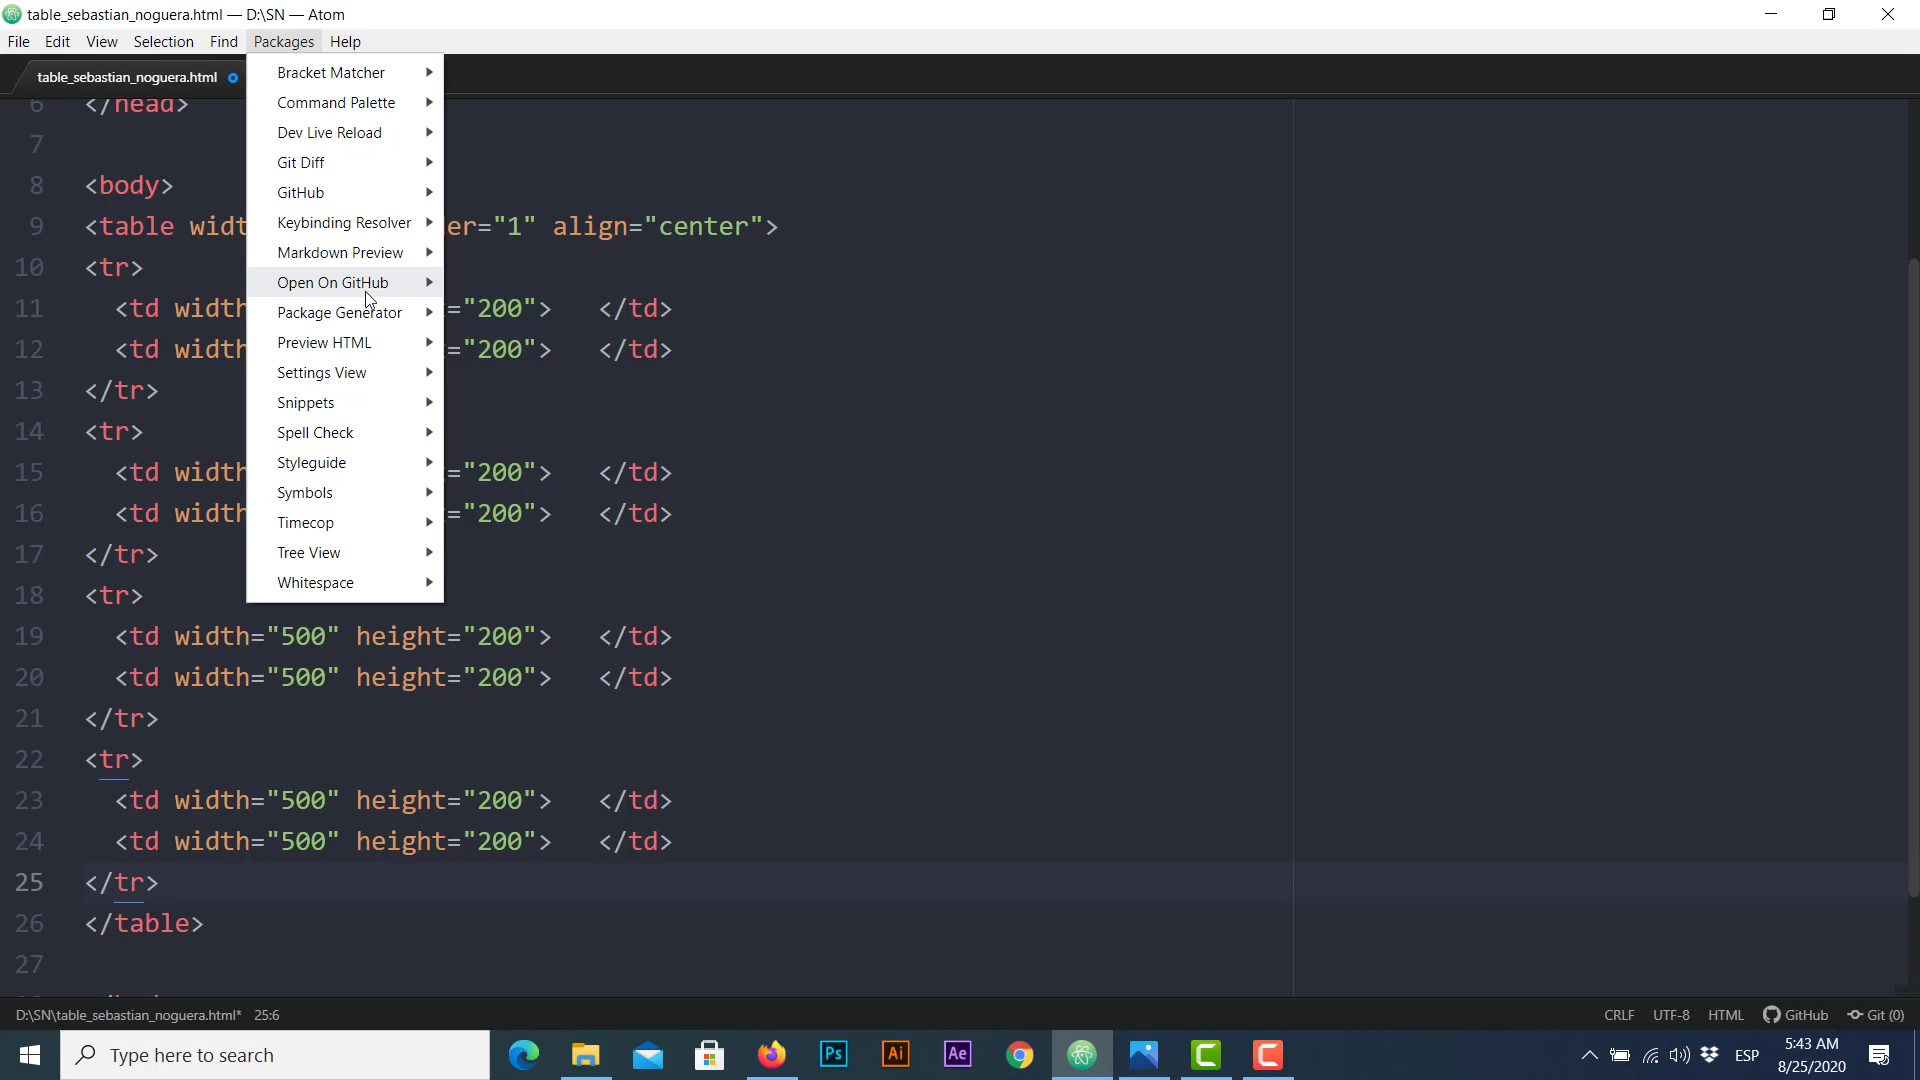 table_sebastian_noguera.html — D:\SN — Atom
File Edit View Selection Find Packages Help
table_sebastian_noguera.html
Bracket Matcher
Command Palette
Dev Live Reload
Git Diff
GitHub
Keybinding Resolver
Markdown Preview
Open On GitHub
Package Generator
Preview HTML
Settings View
Snippets
Spell Check
Styleguide
Symbols
Timecop
Tree View
Whitespace
6 </head>
7
8 <body>
9 <table widt der="1" align="center">
10 <tr>
11 <td width ="200"> </td>
12 <td width ="200"> </td>
13 </tr>
14 <tr>
15 <td width ="200"> </td>
16 <td width ="200"> </td>
17 </tr>
18 <tr>
19 <td width="500" height="200"> </td>
20 <td width="500" height="200"> </td>
21 </tr>
22 <tr>
23 <td width="500" height="200"> </td>
24 <td width="500" height="200"> </td>
25 </tr>
26 </table>
27
D:\SN\table_sebastian_noguera.html* 25:6 CRLF UTF-8 HTML GitHub Git (0)
Type here to search Ps Ai Ae ESP 5:43 AM
8/25/2020